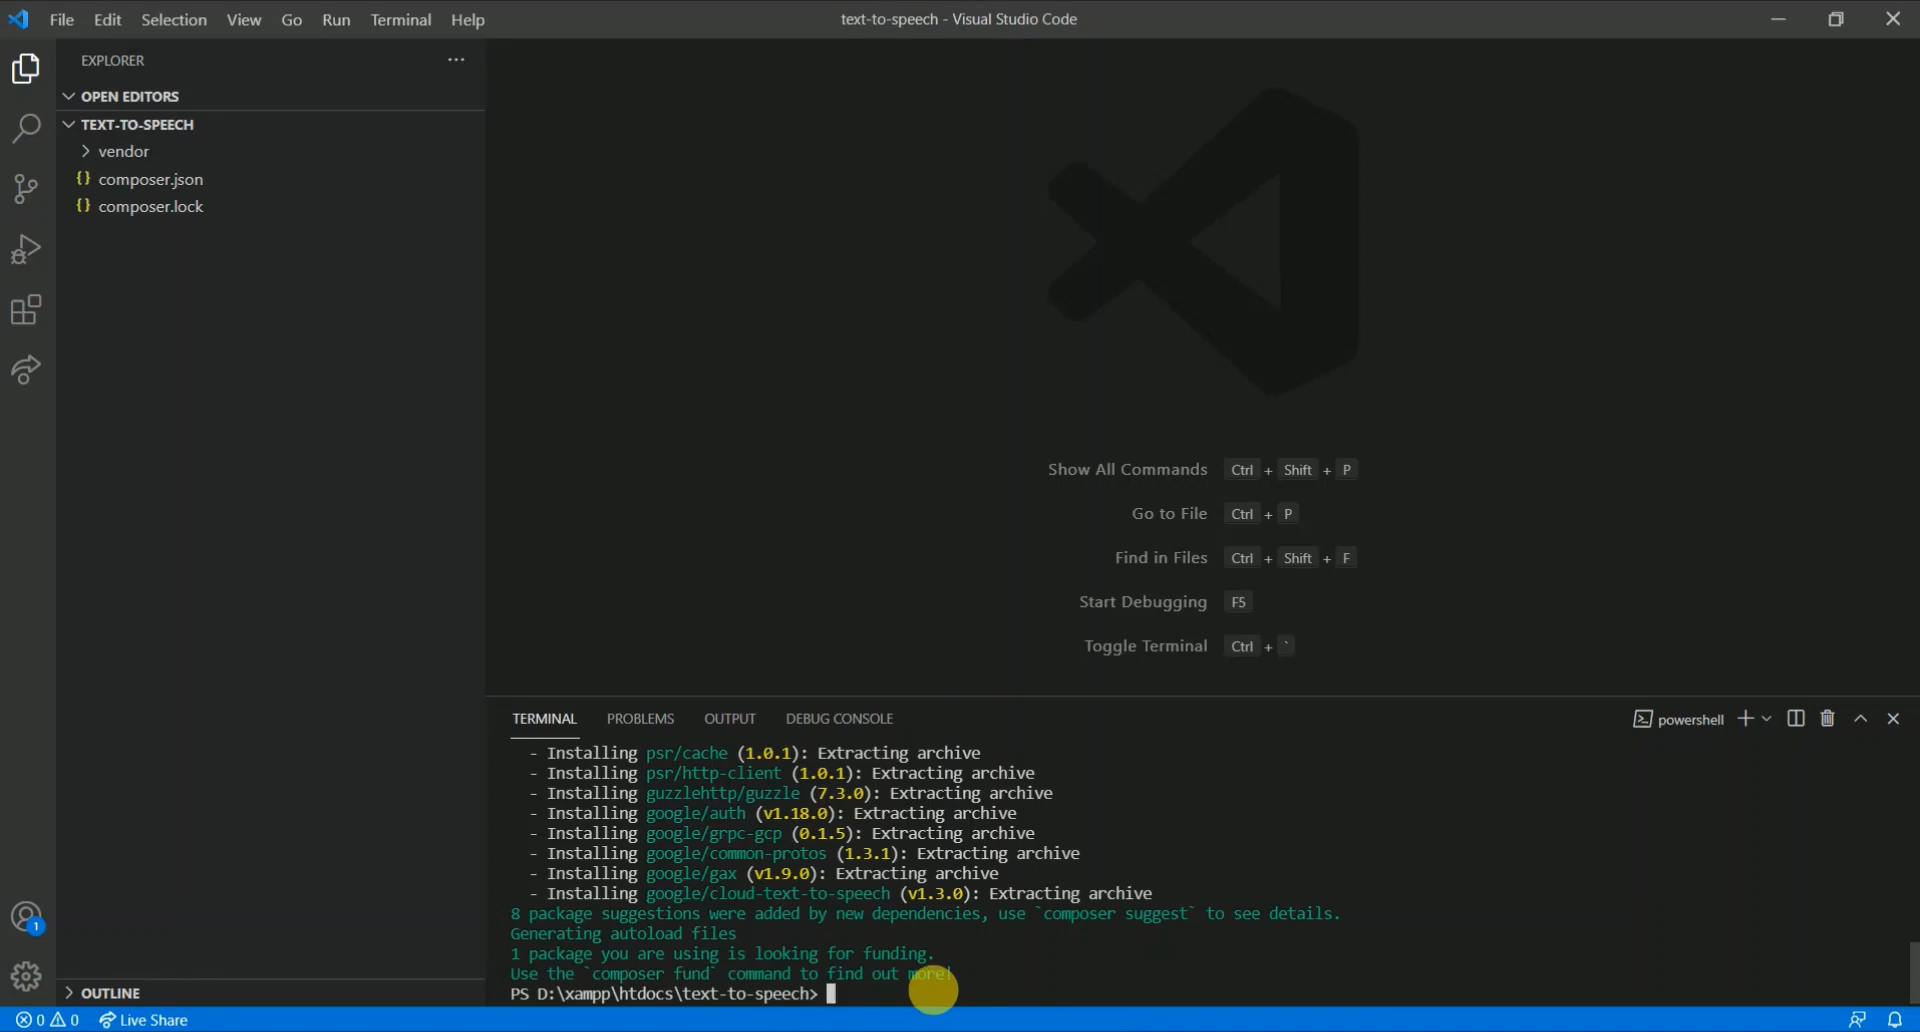 File Edit Selection View Go Run Terminal Help
text-to-speech - Visual Studio Code
EXPLORER
OPEN EDITORS
TEXT-TO-SPEECH
vendor
{} composer.json
{} composer.lock
Show All Commands Ctrl + Shift + P
Go to File Ctrl + P
Find in Files Ctrl + Shift + F
Start Debugging F5
Toggle Terminal Ctrl + `
TERMINAL PROBLEMS OUTPUT DEBUG CONSOLE
powershell
- Installing psr/cache (1.0.1): Extracting archive
- Installing psr/http-client (1.0.1): Extracting archive
- Installing guzzlehttp/guzzle (7.3.0): Extracting archive
- Installing google/auth (v1.18.0): Extracting archive
- Installing google/grpc-gcp (0.1.5): Extracting archive
- Installing google/common-protos (1.3.1): Extracting archive
- Installing google/gax (v1.9.0): Extracting archive
- Installing google/cloud-text-to-speech (v1.3.0): Extracting archive
8 package suggestions were added by new dependencies, use `composer suggest` to see details.
Generating autoload files
1 package you are using is looking for funding.
Use the `composer fund` command to find out more!
PS D:\xampp\htdocs\text-to-speech>
1
OUTLINE
0 0 Live Share